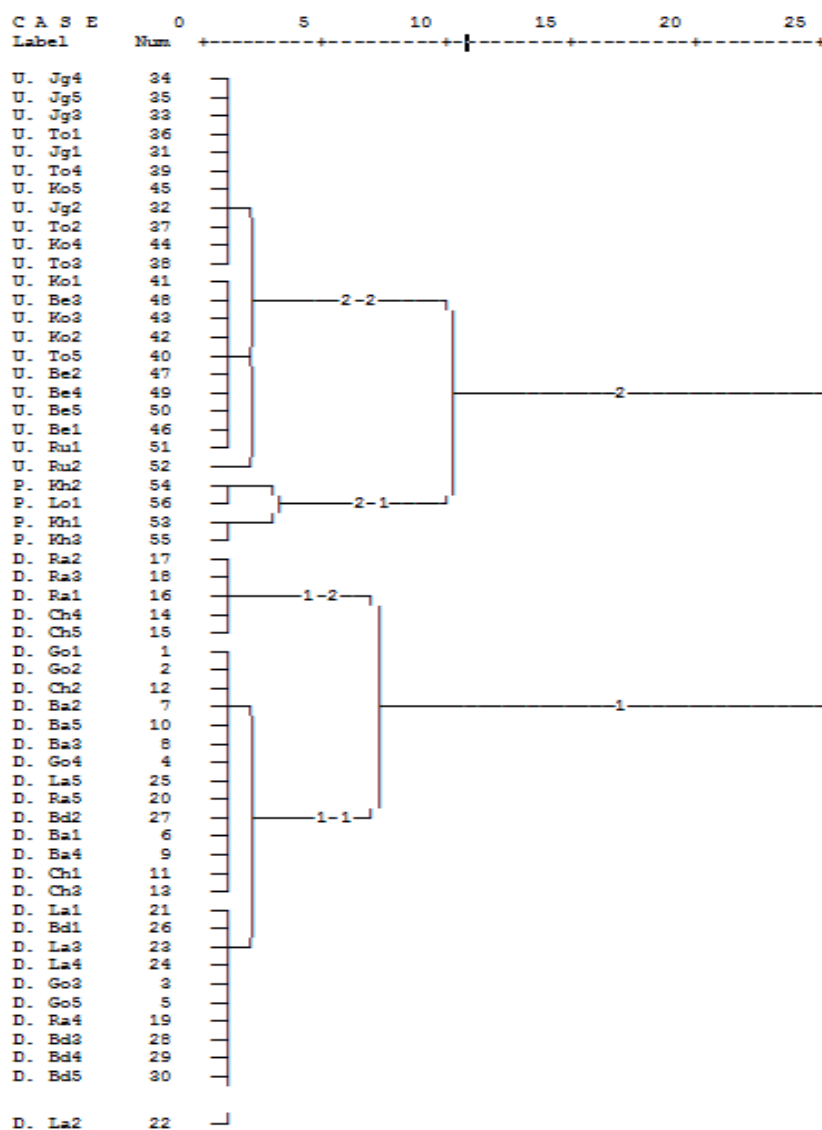 C A S E 0 5 10 15 20 25
Label Num
U. Jg4 34
U. Jg5 35
U. Jg3 33
U. To1 36
U. Jg1 31
U. To4 39
U. Ko5 45
U. Jg2 32
U. To2 37
U. Ko4 44
U. To3 38
U. Ko1 41
U. Be3 48 2-2
U. Ko3 43
U. Ko2 42
U. To5 40
U. Be2 47
U. Be4 49 2
U. Be5 50
U. Be1 46
U. Ru1 51
U. Ru2 52
P. Kh2 54
P. Lo1 56 2-1
P. Kh1 53
P. Kh3 55
D. Ra2 17
D. Ra3 18
D. Ra1 16 1-2
D. Ch4 14
D. Ch5 15
D. Go1 1
D. Go2 2
D. Ch2 12
D. Ba2 7 1
D. Ba5 10
D. Ba3 8
D. Go4 4
D. La5 25
D. Ra5 20
D. Bd2 27 1-1
D. Ba1 6
D. Ba4 9
D. Ch1 11
D. Ch3 13
D. La1 21
D. Bd1 26
D. La3 23
D. La4 24
D. Go3 3
D. Go5 5
D. Ra4 19
D. Bd3 28
D. Bd4 29
D. Bd5 30
D. La2 22